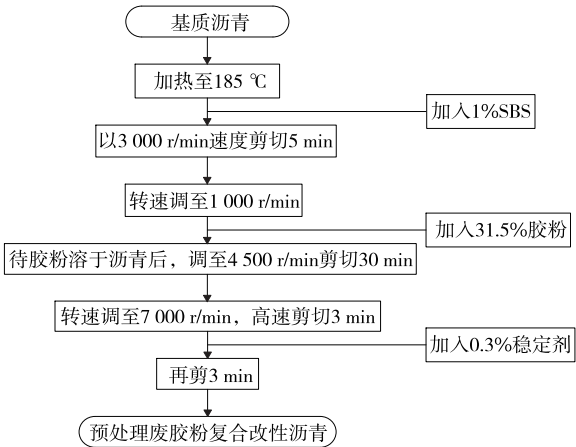 基质沥青
加热至185 ℃
加入1%SBS
以3 000 r/min速度剪切5 min
转速调至1 000 r/min
加入31.5%胶粉
待胶粉溶于沥青后，调至4 500 r/min剪切30 min
转速调至7 000 r/min，高速剪切3 min
加入0.3%稳定剂
再剪3 min
预处理废胶粉复合改性沥青